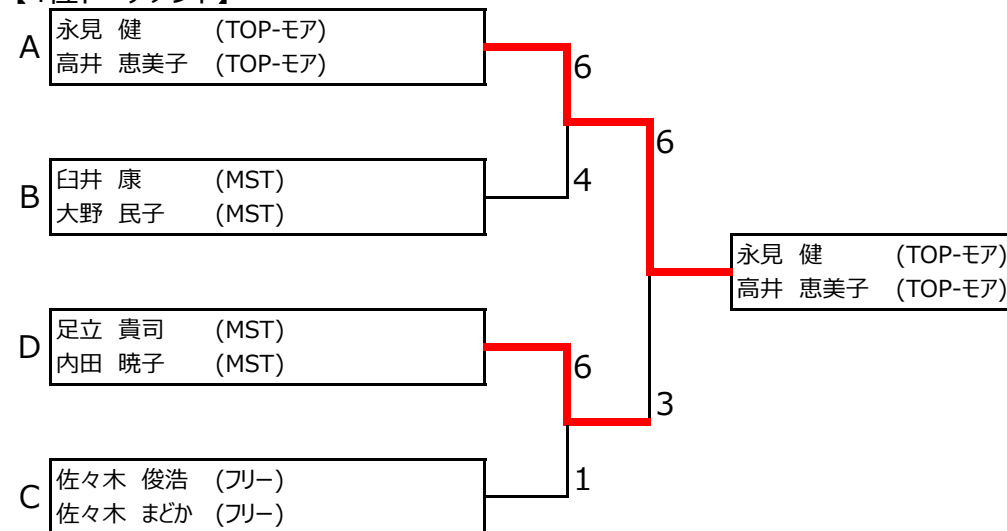 A
永見 健 (TOP-モア)
高井 恵美子 (TOP-モア)
6
6
B
臼井 康 (MST)
大野 民子 (MST)
4
永見 健 (TOP-モア)
高井 恵美子 (TOP-モア)
D
足立 貴司 (MST)
内田 暁子 (MST)
6
3
C
佐々木 俊浩 (フリー)
佐々木 まどか (フリー)
1